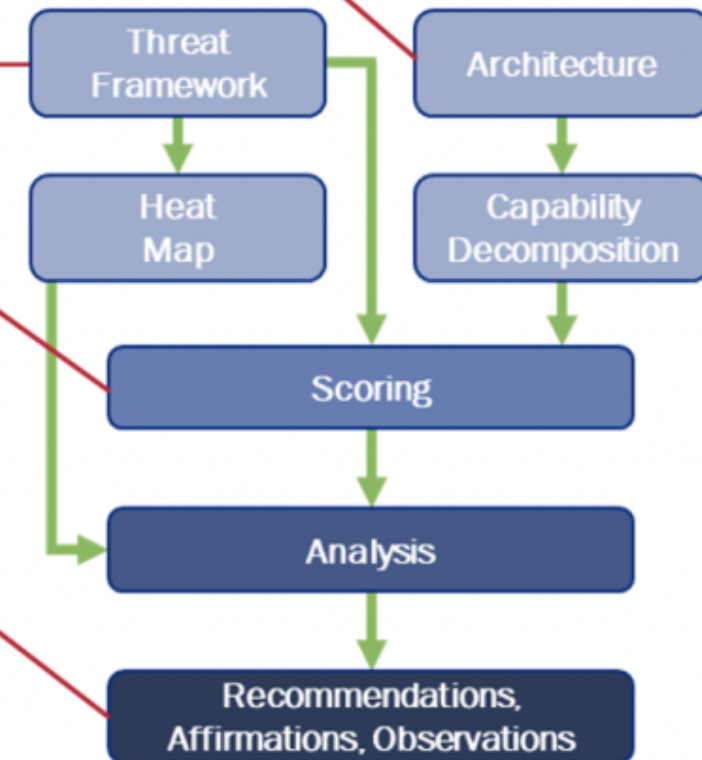 Threat
Framework
Architecture
Heat
Map
Capability
Decomposition
Scoring
Analysis
Recommendations,
Affirmations, Observations